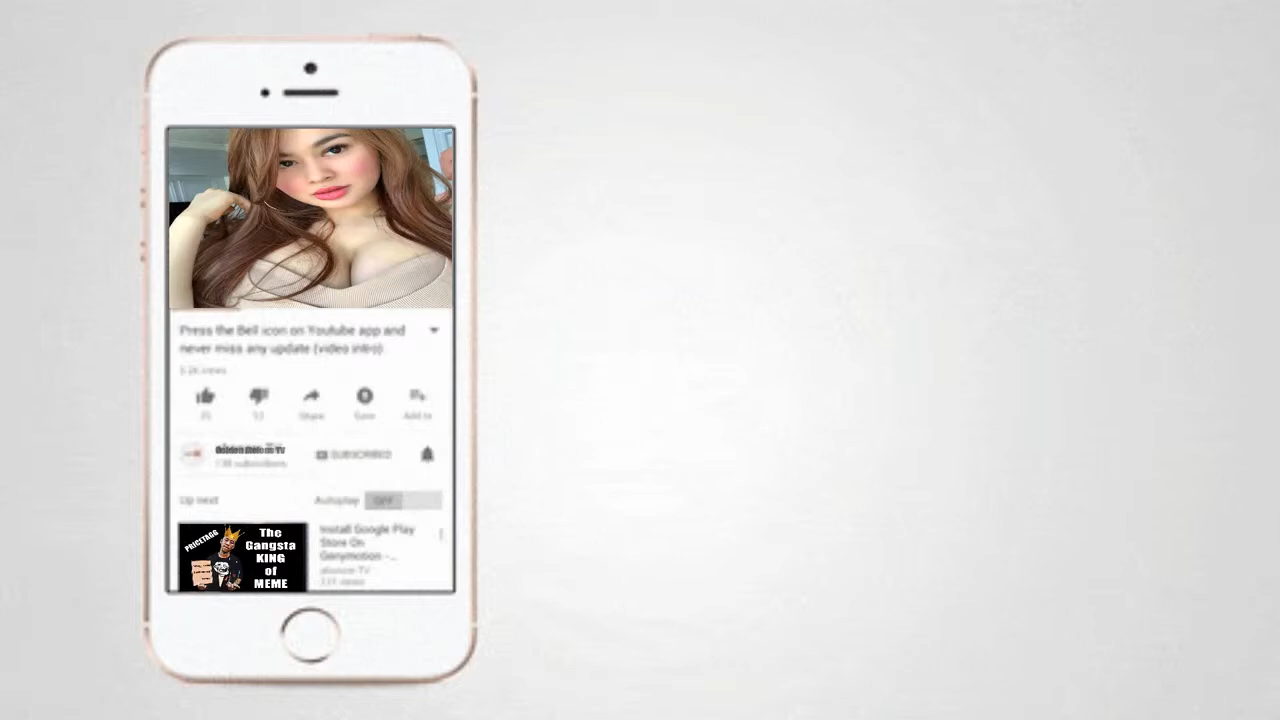 Press the Bell icon on Youtube app and
never miss any update (video intro)
Share
Save
Add to
SUBSCRIBED
Up next
Autoplay
OFF
PRICETAGG
The
Gangsta
KING
of
MEME
Install Google Play
Store On
Genymotion -...